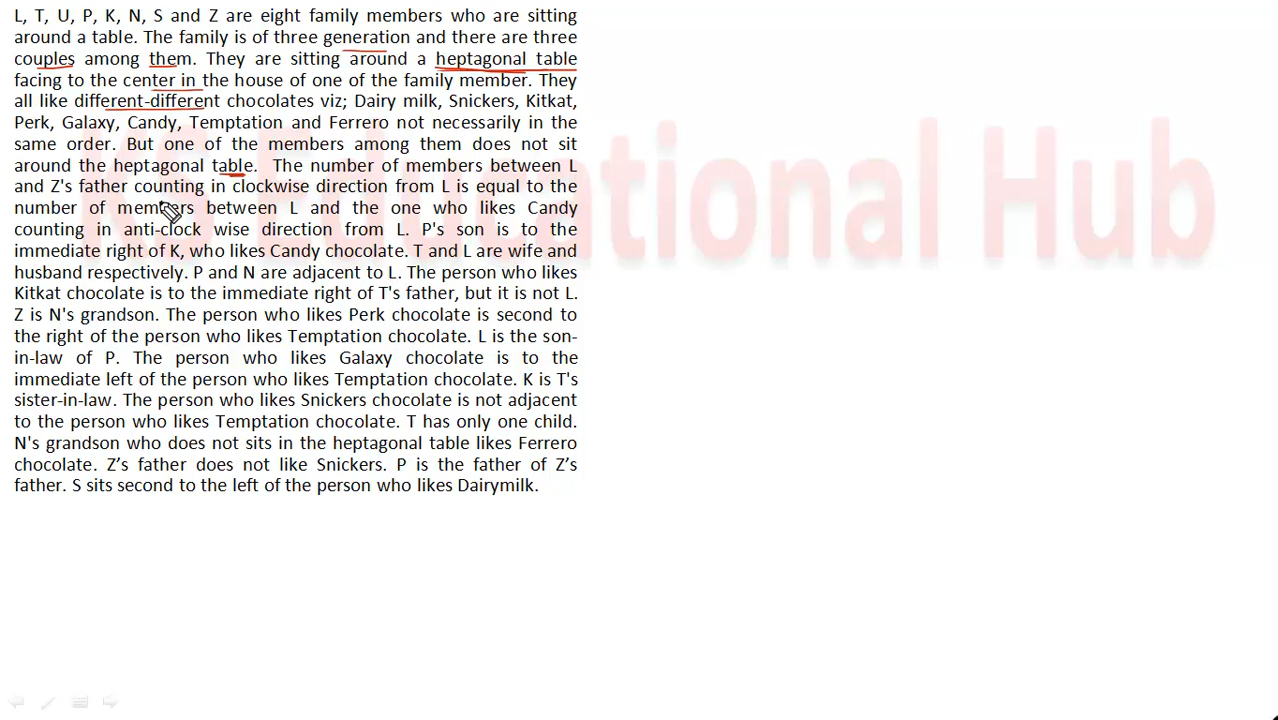 L, T, U, P, K, N, S and Z are eight family members who are sitting
around a table. The family is of three generation and there are three
couples among them. They are sitting around a heptagonal table
facing to the center in the house of one of the family member. They
all like different-different chocolates viz; Dairy milk, Snickers, Kitkat,
Perk, Galaxy, Candy, Temptation and Ferrero not necessarily in the
same order. But one of the members among them does not sit
around the heptagonal table. The number of members between L
and Z's father counting in clockwise direction from L is equal to the
number of members between L and the one who likes Candy
counting in anti-clock wise direction from L. P's son is to the
immediate right of K, who likes Candy chocolate. T and L are wife and
husband respectively. P and N are adjacent to L. The person who likes
Kitkat chocolate is to the immediate right of T's father, but it is not L.
Z is N's grandson. The person who likes Perk chocolate is second to
the right of the person who likes Temptation chocolate. L is the son-
in-law of P. The person who likes Galaxy chocolate is to the
immediate left of the person who likes Temptation chocolate. K is T's
sister-in-law. The person who likes Snickers chocolate is not adjacent
to the person who likes Temptation chocolate. T has only one child.
N's grandson who does not sits in the heptagonal table likes Ferrero
chocolate. Z’s father does not like Snickers. P is the father of Z’s
father. S sits second to the left of the person who likes Dairymilk.
KS Educational Hub